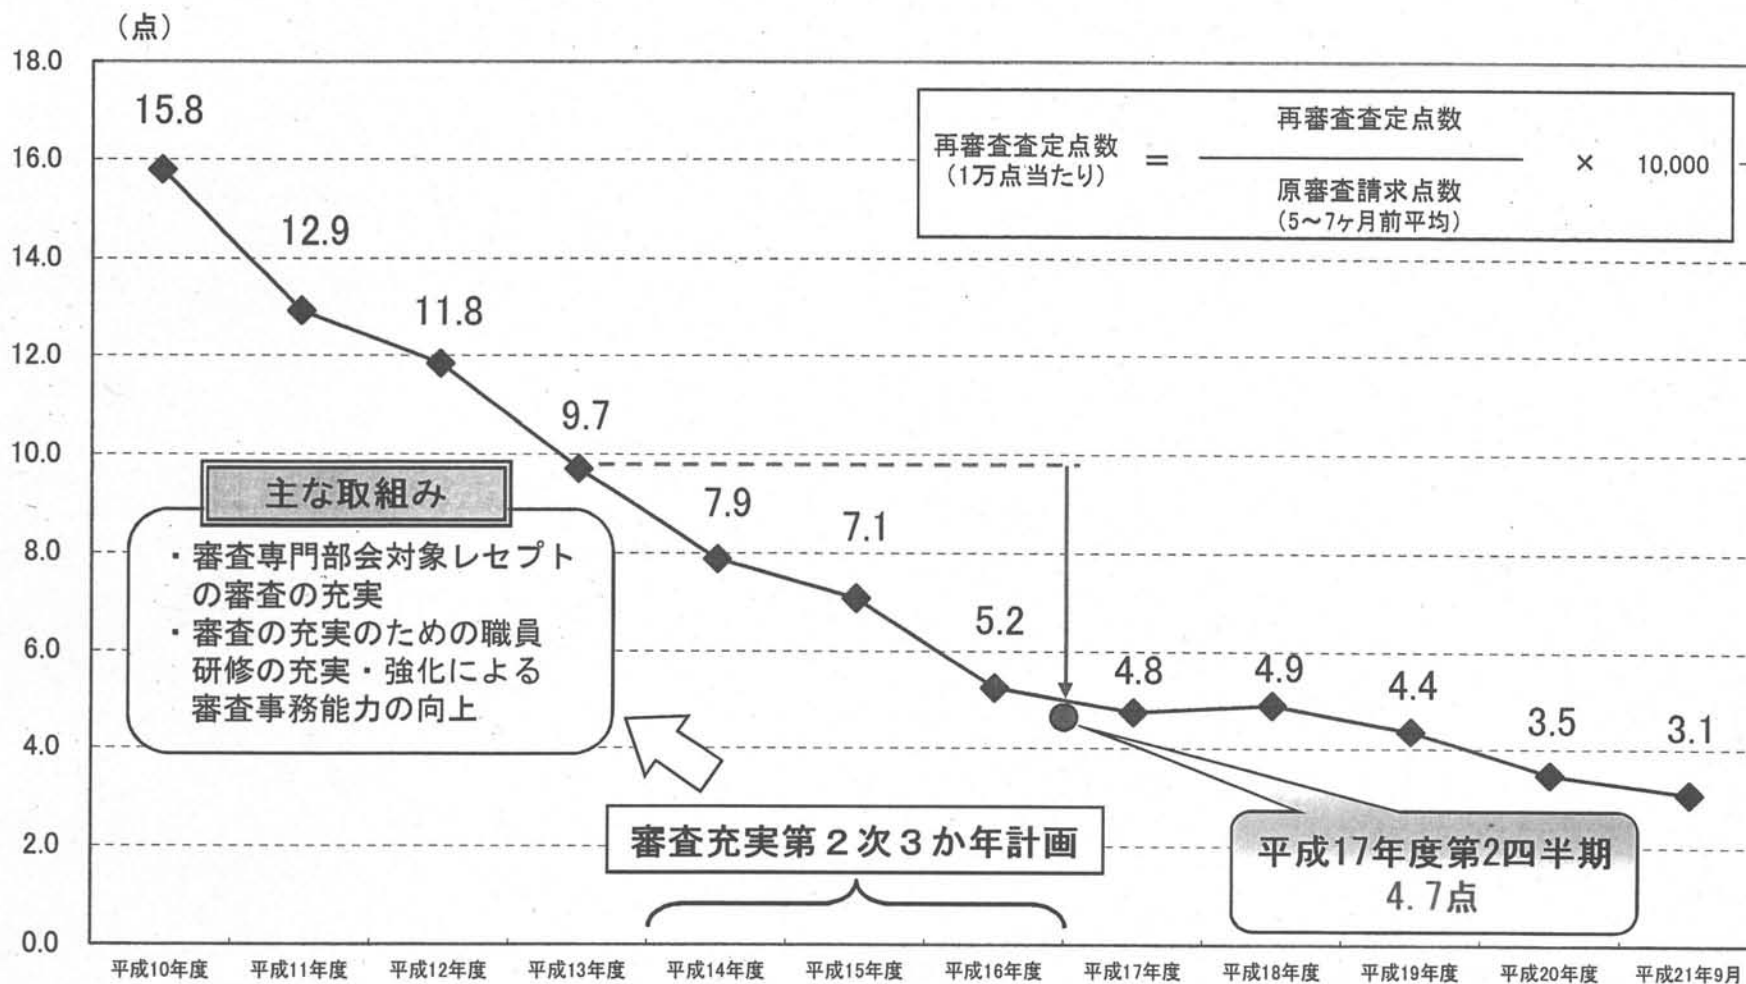 （点）
18.0
16.0
14.0
12.0
10.0
8.0
6.0
4.0
2.0
0.0
15.8
12.9
11.8
9.7
7.9
7.1
5.2
4.8
4.9
4.4
3.5
3.1
再審査査定点数
（1万点当たり）
＝
再審査査定点数
原審査請求点数
（5～7ヶ月前平均）
×
10,000
主な取組み
・審査専門部会対象レセプト
の審査の充実
・審査の充実のための職員
研修の充実・強化による
審査事務能力の向上
審査充実第２次３か年計画
平成17年度第2四半期
4.7点
平成10年度
平成11年度
平成12年度
平成13年度
平成14年度
平成15年度
平成16年度
平成17年度
平成18年度
平成19年度
平成20年度
平成21年9月